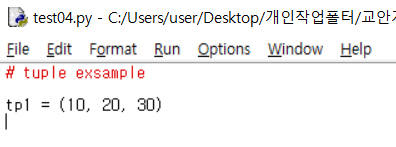 test04.py - C:/Users/user/Desktop/개인작업폴터/교안
File Edit Format Run Options Window Help
# tuple exsample
tp1 = (10, 20, 30)